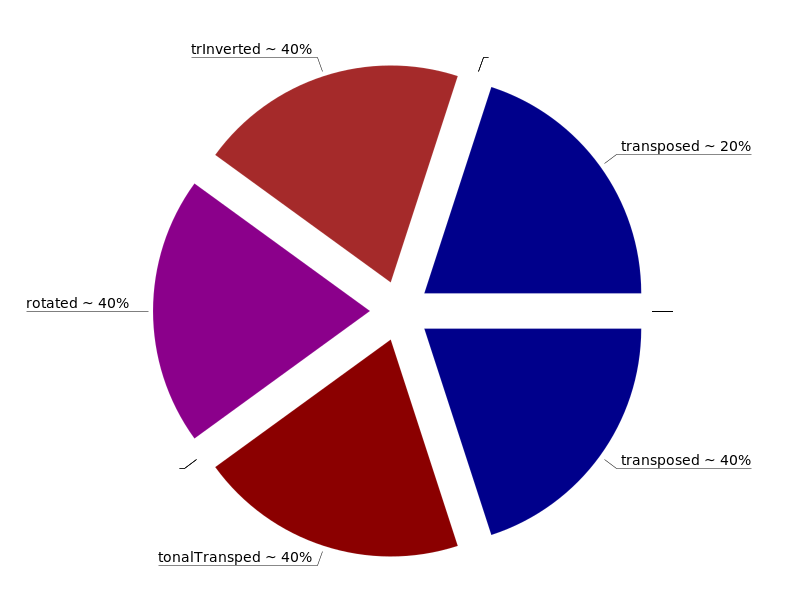 trInverted ~ 40%
transposed ~ 20%
rotated ~ 40%
transposed ~ 40%
tonalTransped ~ 40%